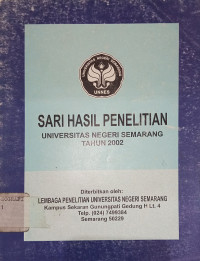 UNNES
SARI HASIL PENELITIAN
UNIVERSITAS NEGERI SEMARANG
TAHUN 2002
Diterbitkan oleh:
LEMBAGA PENELITIAN UNIVERSITAS NEGERI SEMARANG
Kampus Sekaran Gunungpati Gedung H Lt. 4
Telp. (024) 7499384
Semarang 50229